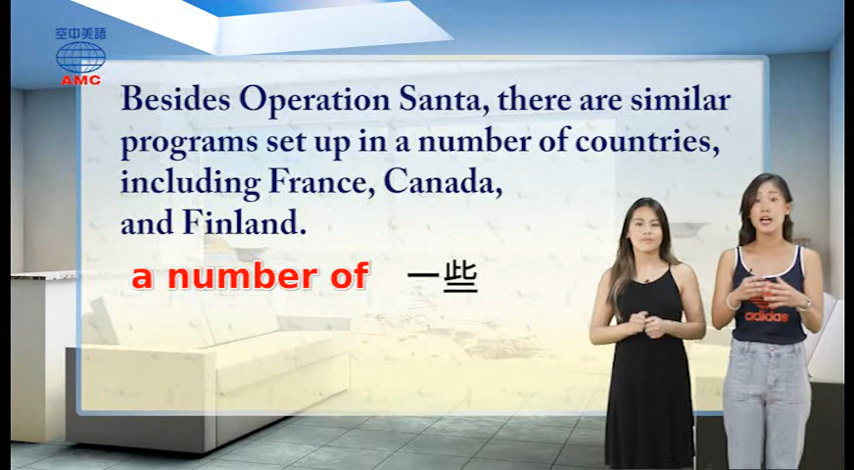 空中美語
AMC
Besides Operation Santa, there are similar
programs set up in a number of countries,
including France, Canada,
and Finland.
a number of 一些
adidas